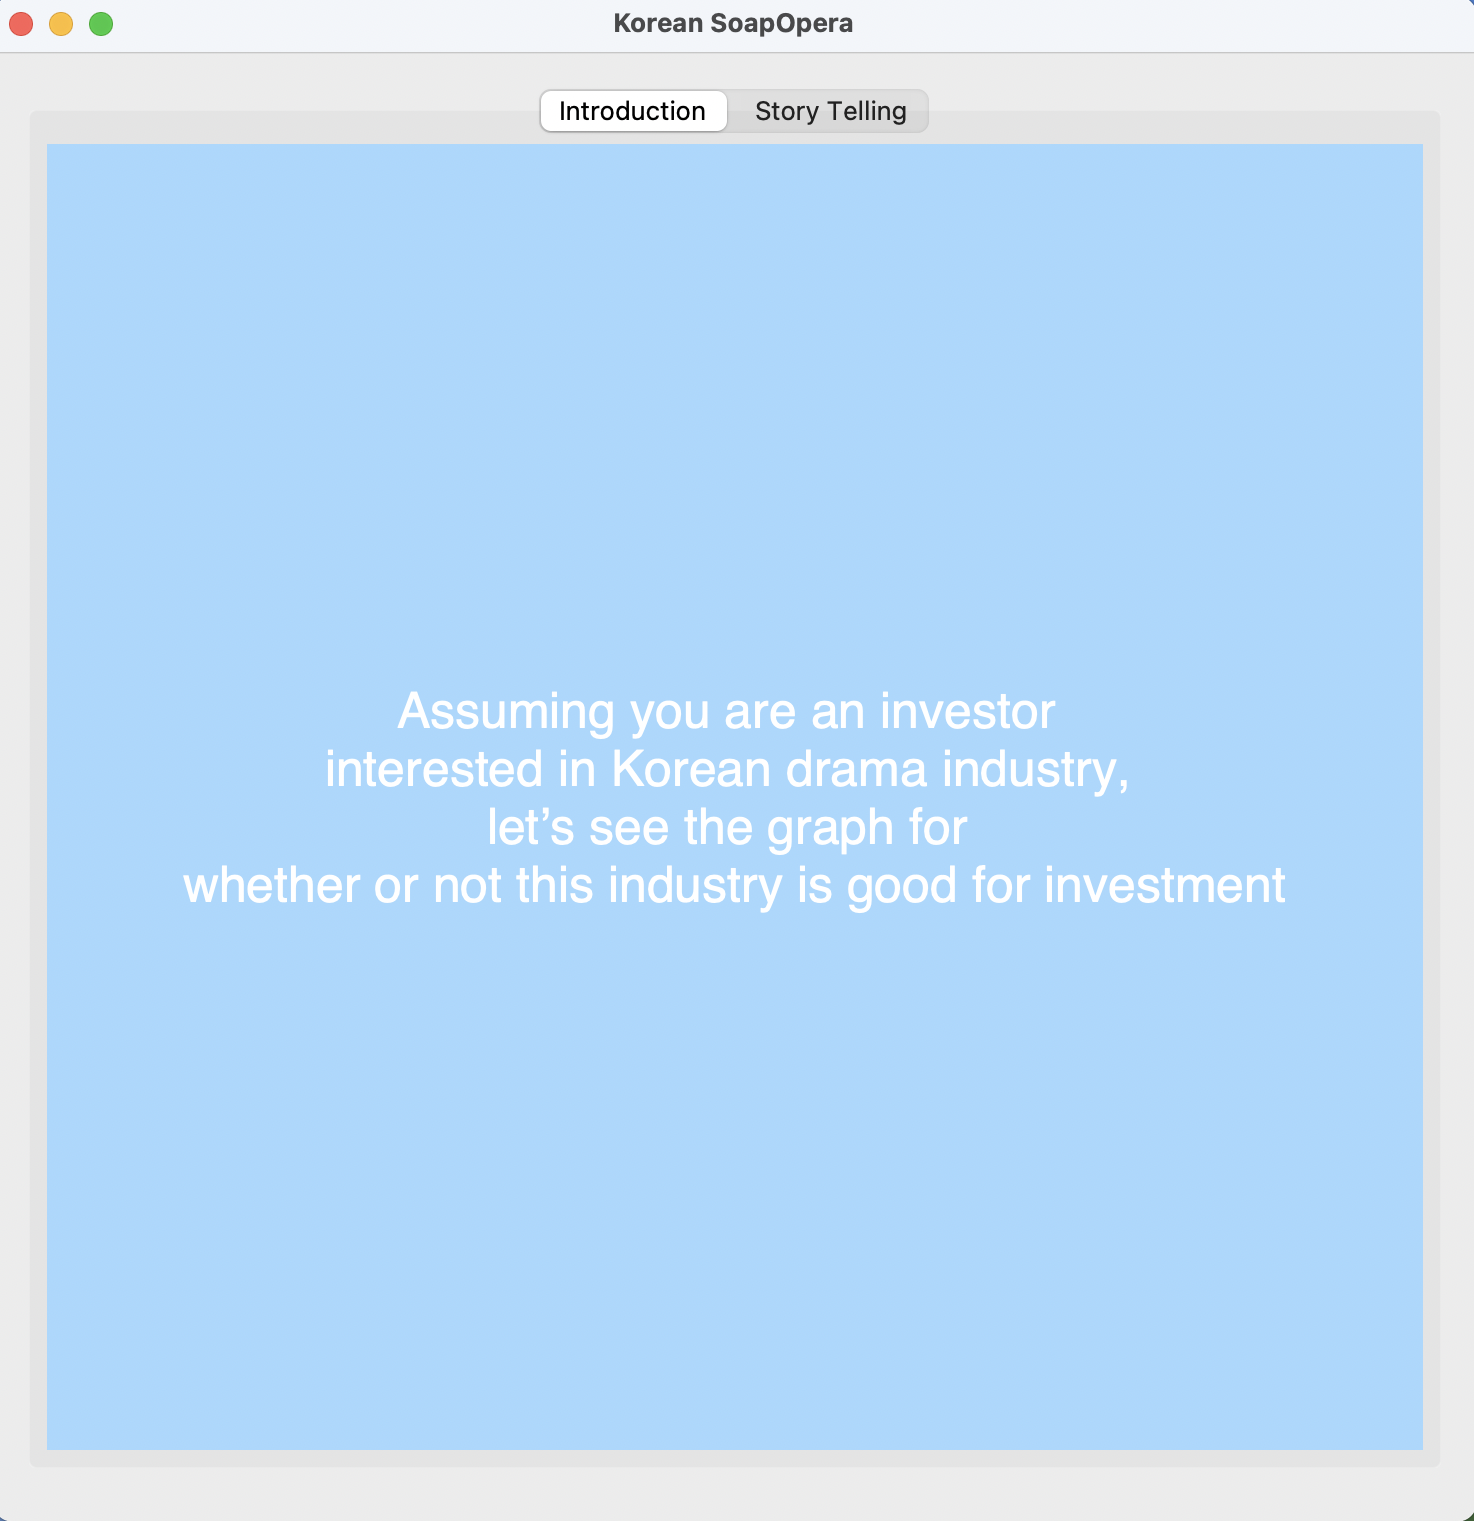 Korean SoapOpera
Introduction Story Telling
Assuming you are an investor
interested in Korean drama industry,
let’s see the graph for
whether or not this industry is good for investment